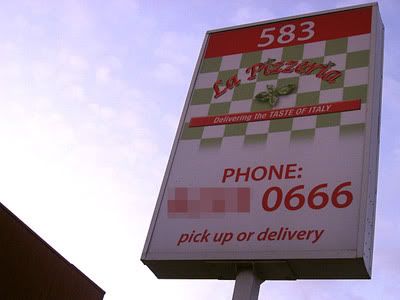 583
La Pizzeria
Delivering the TASTE OF ITALY
PHONE:
0666
pick up or delivery